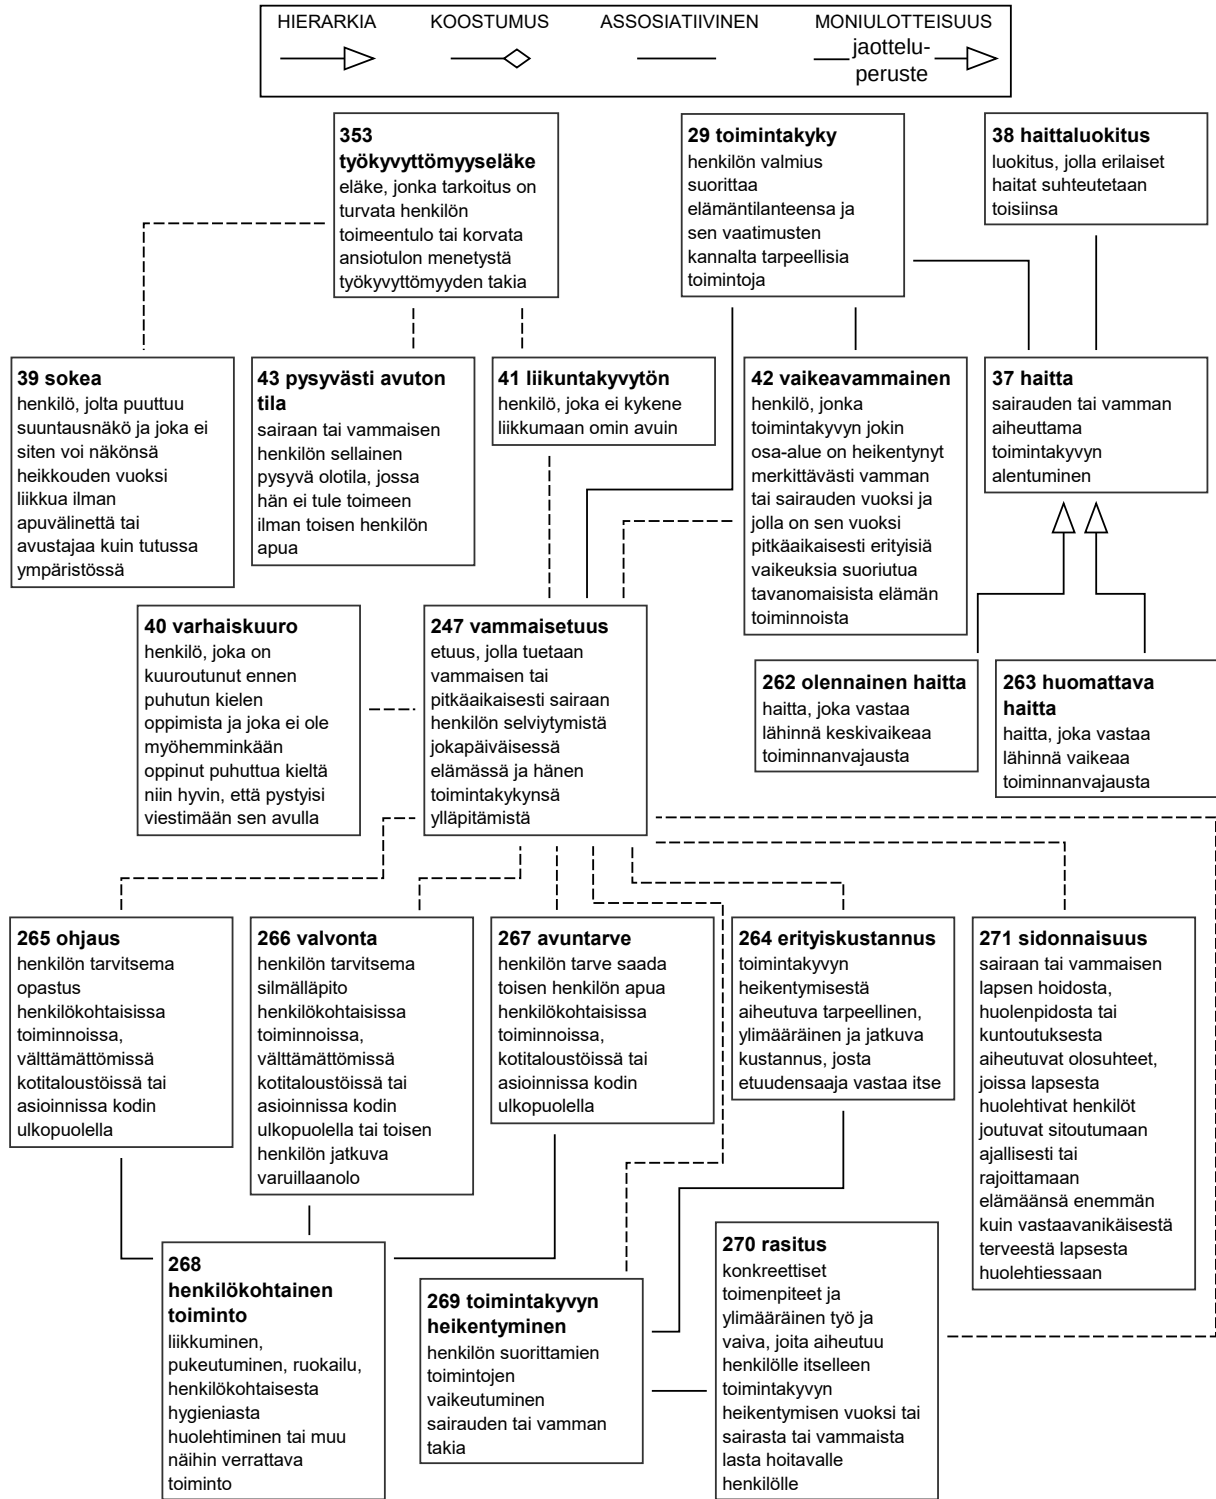 HIERARKIA
KOOSTUMUS
ASSOSIATIIVINEN
MONIULOTTEISUUS
jaottelu-
peruste
353
työkyvyttömyyseläke
eläke, jonka tarkoitus on
turvata henkilön
toimeentulo tai korvata
ansiotulon menetystä
työkyvyttömyyden takia
29 toimintakyky
henkilön valmius
suorittaa
elämäntilanteensa ja
sen vaatimusten
kannalta tarpeellisia
toimintoja
38 haittaluokitus
luokitus, jolla erilaiset
haitat suhteutetaan
toisiinsa
39 sokea
henkilö, jolta puuttuu
suuntausnäkö ja joka ei
siten voi näkönsä
heikkouden vuoksi
liikkua ilman
apuvälinettä tai
avustajaa kuin tutussa
ympäristössä
43 pysyvästi avuton
tila
sairaan tai vammaisen
henkilön sellainen
pysyvä olotila, jossa
hän ei tule toimeen
ilman toisen henkilön
apua
41 liikuntakyvytön
henkilö, joka ei kykene
liikkumaan omin avuin
42 vaikeavammainen
henkilö, jonka
toimintakyvyn jokin
osa-alue on heikentynyt
merkittävästi vamman
tai sairauden vuoksi ja
jolla on sen vuoksi
pitkäaikaisesti erityisiä
vaikeuksia suoriutua
tavanomaisista elämän
toiminnoista
37 haitta
sairauden tai vamman
aiheuttama
toimintakyvyn
alentuminen
40 varhaiskuuro
henkilö, joka on
kuuroutunut ennen
puhutun kielen
oppimista ja joka ei ole
myöhemminkään
oppinut puhuttua kieltä
niin hyvin, että pystyisi
viestimään sen avulla
247 vammaisetuus
etuus, jolla tuetaan
vammaisen tai
pitkäaikaisesti sairaan
henkilön selviytymistä
jokapäiväisessä
elämässä ja hänen
toimintakykynsä
ylläpitämistä
262 olennainen haitta
haitta, joka vastaa
lähinnä keskivaikeaa
toiminnanvajausta
263 huomattava
haitta
haitta, joka vastaa
lähinnä vaikeaa
toiminnanvajausta
265 ohjaus
henkilön tarvitsema
opastus
henkilökohtaisissa
toiminnoissa,
välttämättömissä
kotitaloustöissä tai
asioinnissa kodin
ulkopuolella
266 valvonta
henkilön tarvitsema
silmälläpito
henkilökohtaisissa
toiminnoissa,
välttämättömissä
kotitaloustöissä tai
asioinnissa kodin
ulkopuolella tai toisen
henkilön jatkuva
varuillaanolo
267 avuntarve
henkilön tarve saada
toisen henkilön apua
henkilökohtaisissa
toiminnoissa,
kotitaloustöissä tai
asioinnissa kodin
ulkopuolella
264 erityiskustannus
toimintakyvyn
heikentymisestä
aiheutuva tarpeellinen,
ylimääräinen ja jatkuva
kustannus, josta
etuudensaaja vastaa itse
271 sidonnaisuus
sairaan tai vammaisen
lapsen hoidosta,
huolenpidosta tai
kuntoutuksesta
aiheutuvat olosuhteet,
joissa lapsesta
huolehtivat henkilöt
joutuvat sitoutumaan
ajallisesti tai
rajoittamaan
elämäänsä enemmän
kuin vastaavanikäisestä
terveestä lapsesta
huolehtiessaan
268
henkilökohtainen
toiminto
liikkuminen,
pukeutuminen, ruokailu,
henkilökohtaisesta
hygieniasta
huolehtiminen tai muu
näihin verrattava
toiminto
269 toimintakyvyn
heikentyminen
henkilön suorittamien
toimintojen
vaikeutuminen
sairauden tai vamman
takia
270 rasitus
konkreettiset
toimenpiteet ja
ylimääräinen työ ja
vaiva, joita aiheutuu
henkilölle itselleen
toimintakyvyn
heikentymisen vuoksi tai
sairasta tai vammaista
lasta hoitavalle
henkilölle